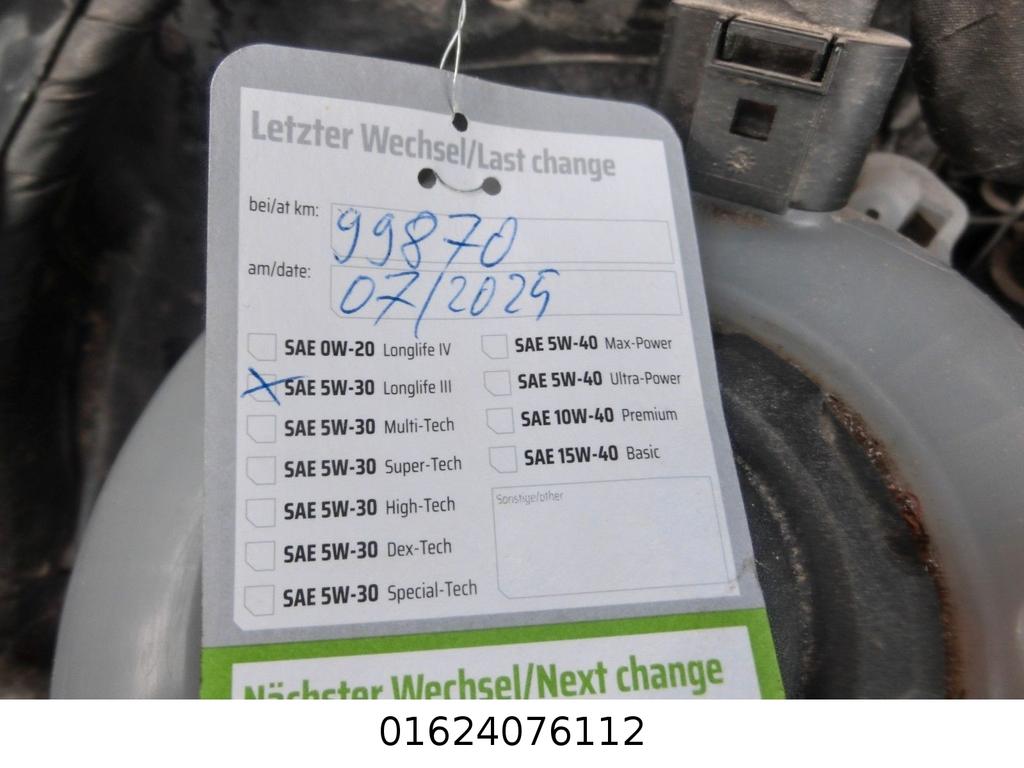 Letzter Wechsel/Last change
bei/at km: 99870
am/date: 07/2025
SAE 0W-20 Longlife IV
SAE 5W-30 Longlife III
SAE 5W-30 Multi-Tech
SAE 5W-30 Super-Tech
SAE 5W-30 High-Tech
SAE 5W-30 Dex-Tech
SAE 5W-30 Special-Tech
SAE 5W-40 Max-Power
SAE 5W-40 Ultra-Power
SAE 10W-40 Premium
SAE 15W-40 Basic
Sonstige/other
Nächster Wechsel/Next change
01624076112